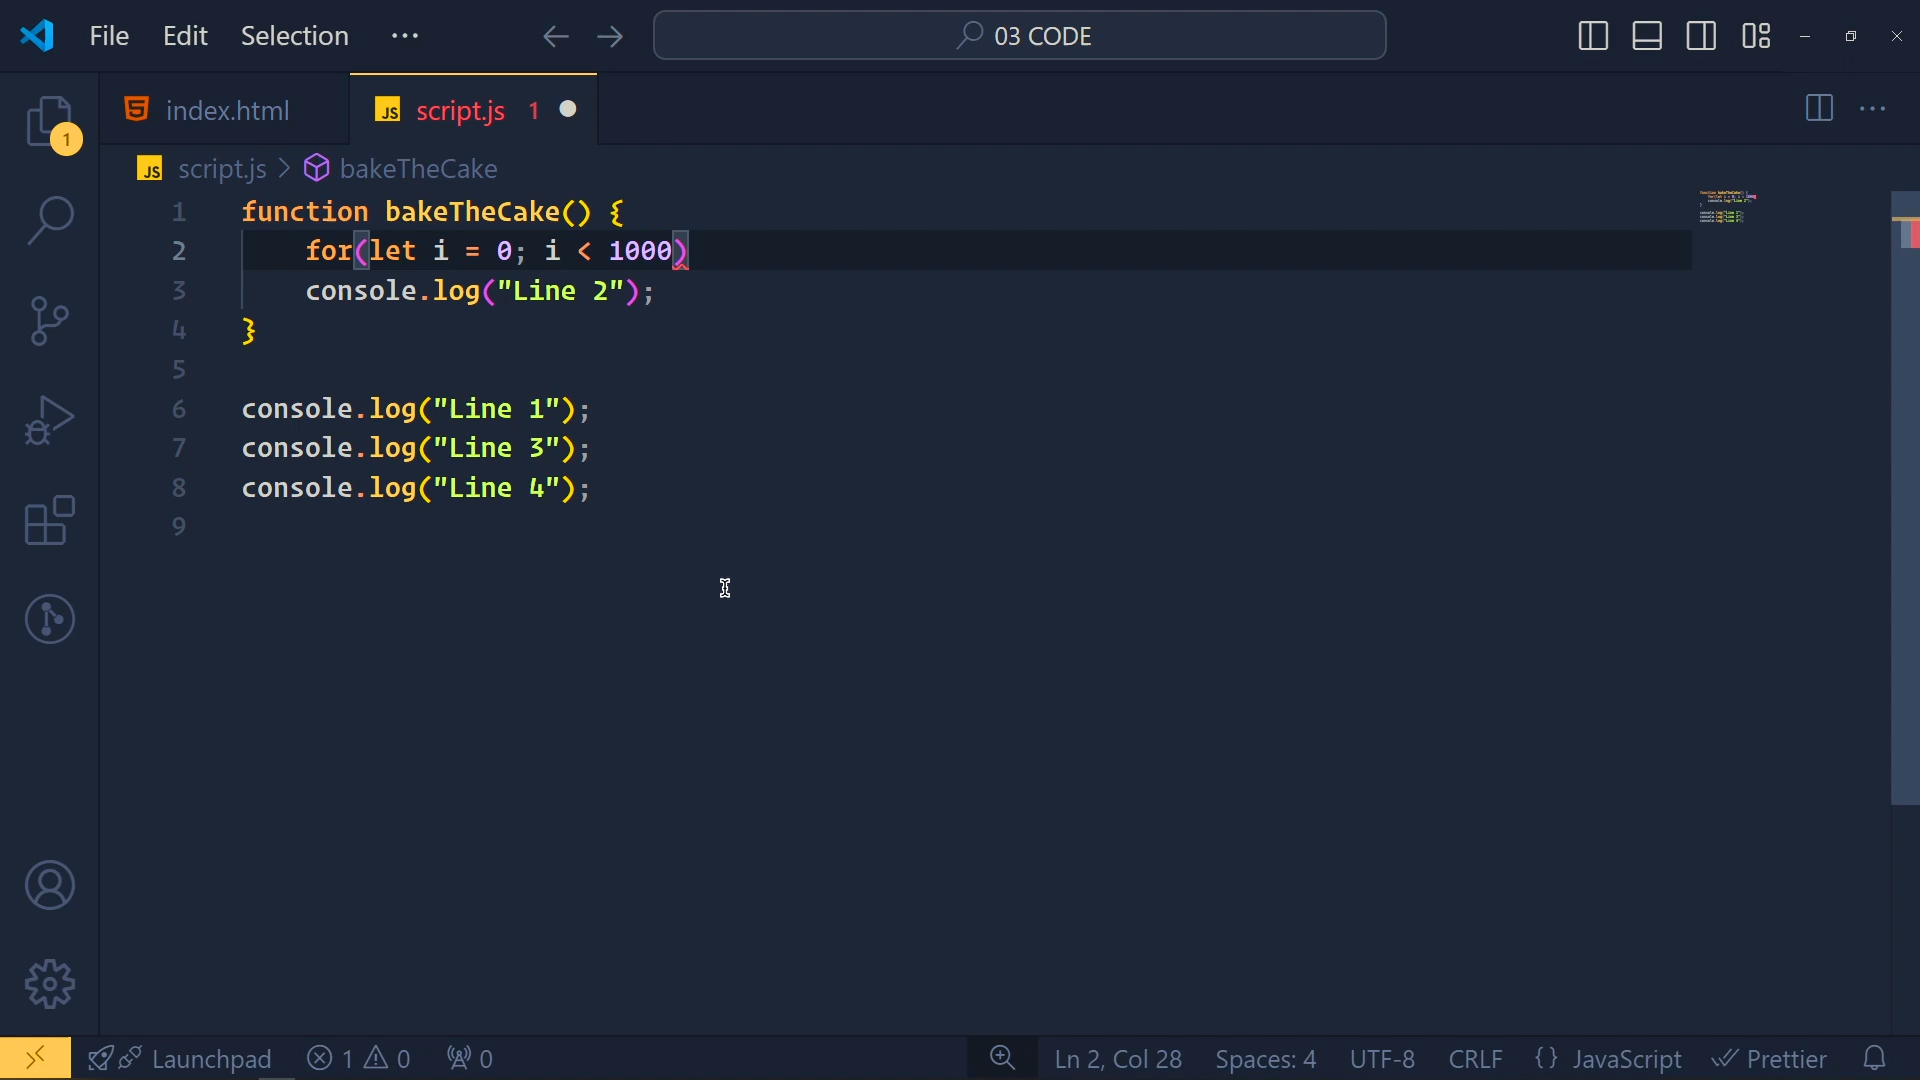 File Edit Selection ··· 03 CODE
1
index.html JS script.js 1
JS script.js > bakeTheCake
1 function bakeTheCake() {
2     for(let i = 0; i < 1000)
3     console.log("Line 2");
4 }
5
6 console.log("Line 1");
7 console.log("Line 3");
8 console.log("Line 4");
9
Launchpad 1 0 0 Ln 2, Col 28 Spaces: 4 UTF-8 CRLF {} JavaScript Prettier